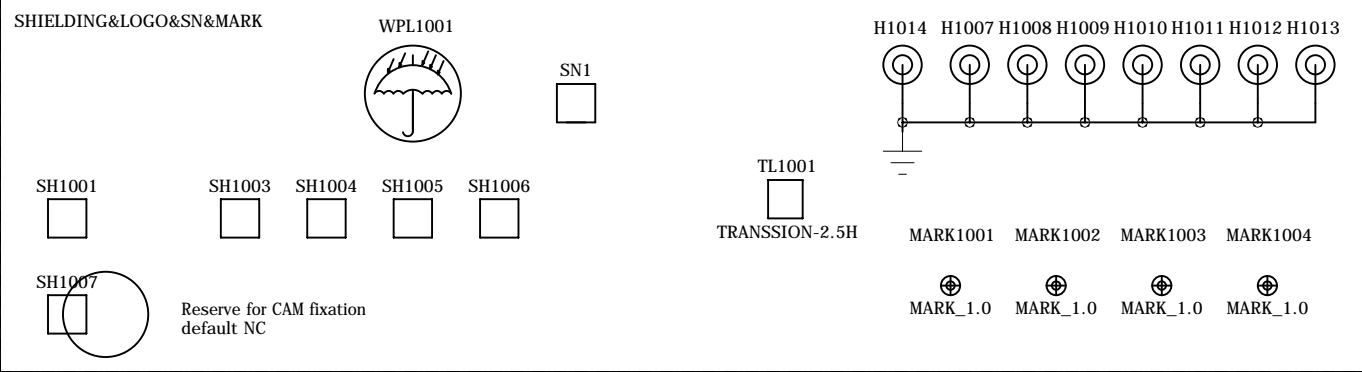 SHIELDING&LOGO&SN&MARK
WPL1001
SN1
H1014 H1007 H1008 H1009 H1010 H1011 H1012 H1013
SH1001 SH1003 SH1004 SH1005 SH1006
TL1001
TRANSSION-2.5H
MARK1001 MARK1002 MARK1003 MARK1004
MARK_1.0 MARK_1.0 MARK_1.0 MARK_1.0
SH1007
Reserve for CAM fixation
default NC